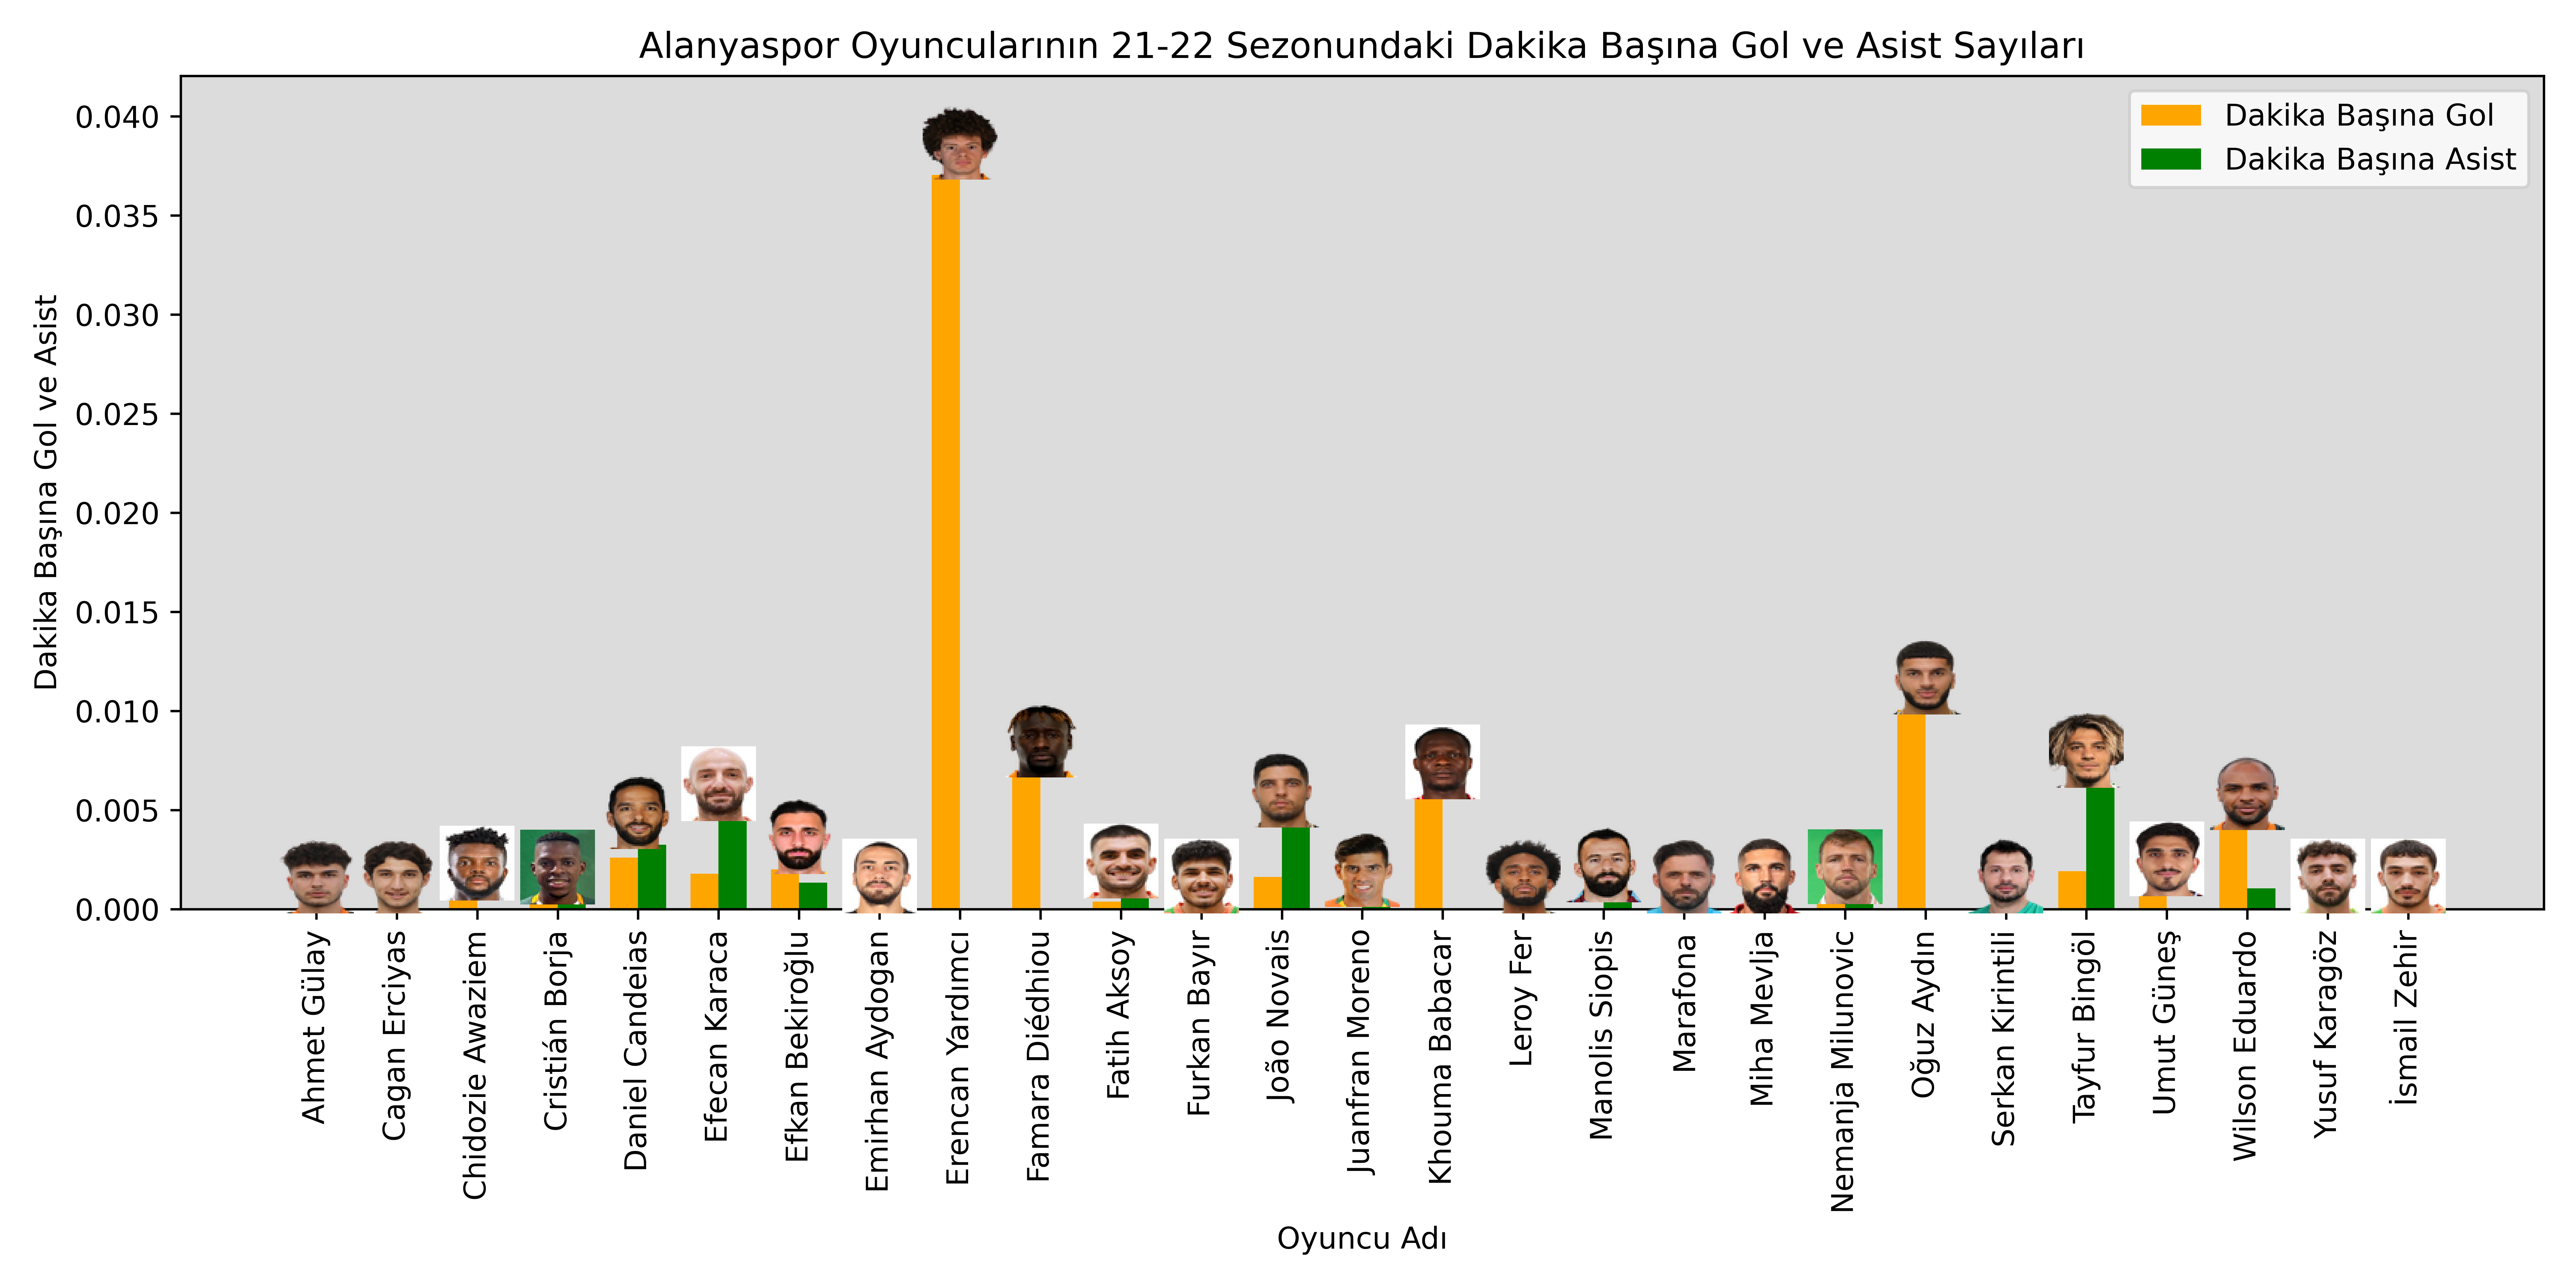 Alanyaspor Oyuncularının 21-22 Sezonundaki Dakika Başına Gol ve Asist Sayıları
Dakika Başına Gol
Dakika Başına Asist
Dakika Başına Gol ve Asist
0.040
0.035
0.030
0.025
0.020
0.015
0.010
0.005
0.000
Ahmet Gülay
Cagan Erciyas
Chidozie Awaziem
Cristián Borja
Daniel Candeias
Efecan Karaca
Efkan Bekiroğlu
Emirhan Aydogan
Erencan Yardımcı
Famara Diédhiou
Fatih Aksoy
Furkan Bayır
João Novais
Juanfran Moreno
Khouma Babacar
Leroy Fer
Manolis Siopis
Marafona
Miha Mevlja
Nemanja Milunovic
Oğuz Aydın
Serkan Kirintili
Tayfur Bingöl
Umut Güneş
Wilson Eduardo
Yusuf Karagöz
İsmail Zehir
Oyuncu Adı